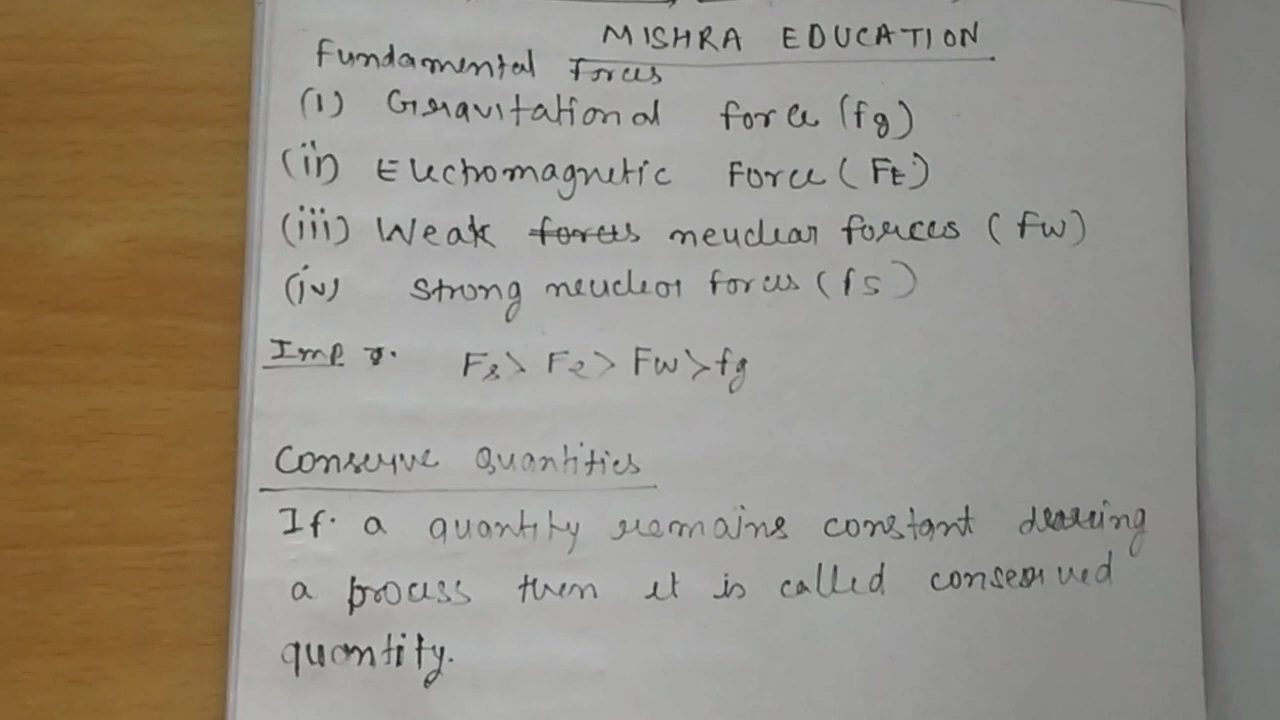 MISHRA EDUCATION
Fundamental Forces
(i) Gravitational force (fg)
(ii) Electromagnetic Force (FE)
(iii) Weak forces neuclear forces (fw)
(iv) Strong neuclear forces (fs)
Imp Fs> Fe> Fw>fg
Conserve quantities
If a quantity remains constant
a process then it is called conserved
quantity.